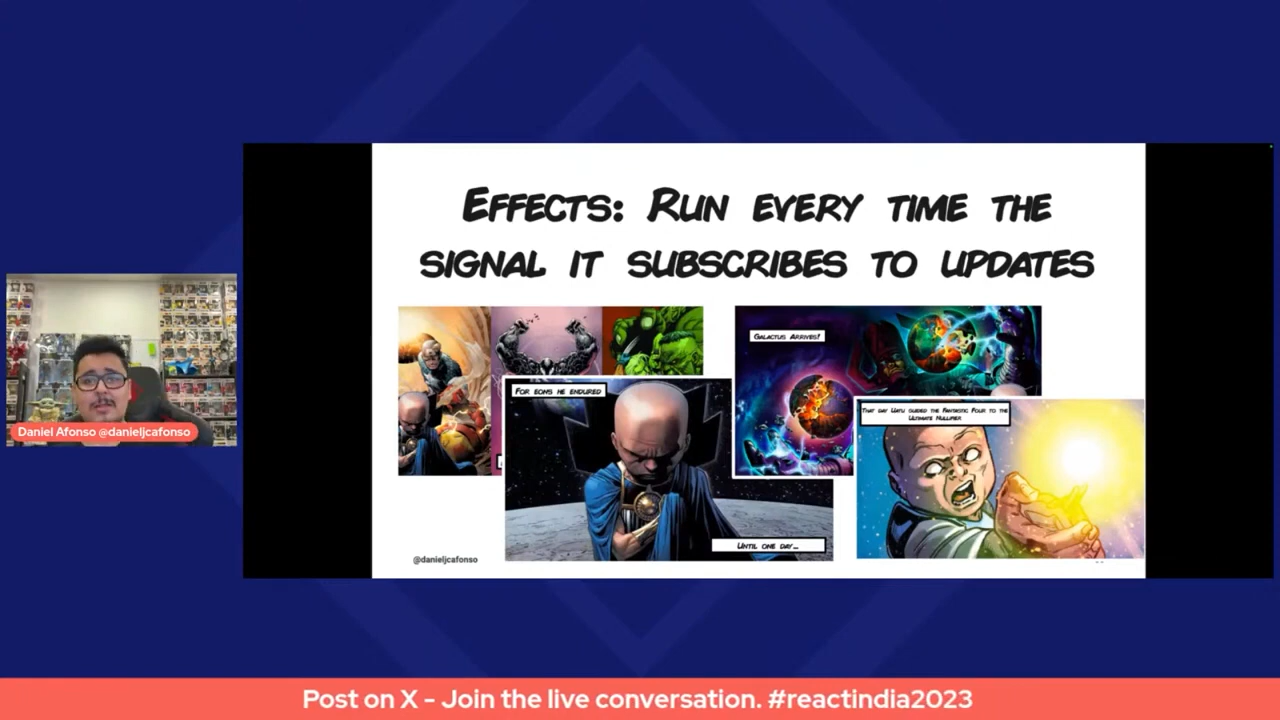 Effects: Run every time the
signal it subscribes to updates
Galactus Arrives!
For eons he endured
That day Uatu guided the Fantastic Four to the
Ultimate Nullifier
Until one day...
@danieljcafonso
Daniel Afonso @danieljcafonso
Post on X - Join the live conversation. #reactindia2023